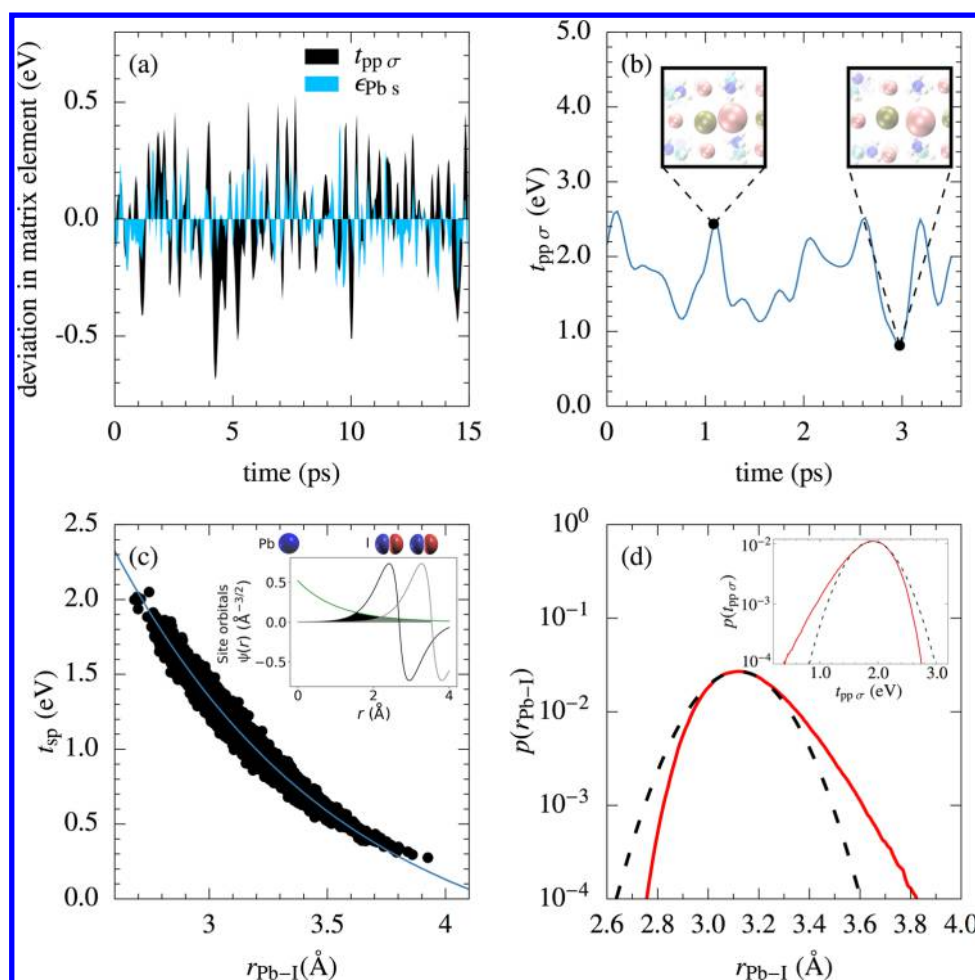 (a)
t_pp σ
ϵ_Pb s
deviation in matrix element (eV)
0.5
0.0
-0.5
0 5 10 15
time (ps)
(b)
t_pp σ (eV)
5.0
4.0
3.0
2.0
1.0
0.0
0 1 2 3
time (ps)
(c)
t_sp (eV)
2.5
2.0
1.5
1.0
0.5
0.0
3 3.5 4
r_Pb−I(Å)
Pb I
Site orbitals
ψ(r) (Å^−3/2)
0.5
0.0
−0.5
0 2 4
r (Å)
(d)
p(r_Pb−I)
10^0
10^-1
10^-2
10^-3
10^-4
2.6 2.8 3.0 3.2 3.4 3.6 3.8 4.0
r_Pb−I (Å)
p(t_pp σ)
10^-2
10^-3
10^-4
1.0 2.0 3.0
t_pp σ (eV)